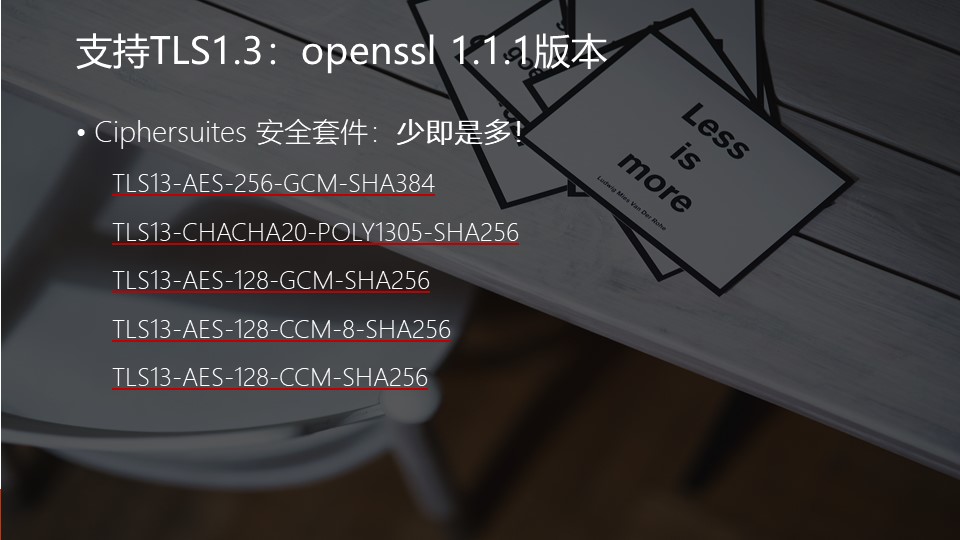 支持TLS1.3：openssl 1.1.1版本
• Ciphersuites 安全套件：少即是多！
TLS13-AES-256-GCM-SHA384
TLS13-CHACHA20-POLY1305-SHA256
TLS13-AES-128-GCM-SHA256
TLS13-AES-128-CCM-8-SHA256
TLS13-AES-128-CCM-SHA256
Less
is
more
Ludwig Mies Van Der Rohe